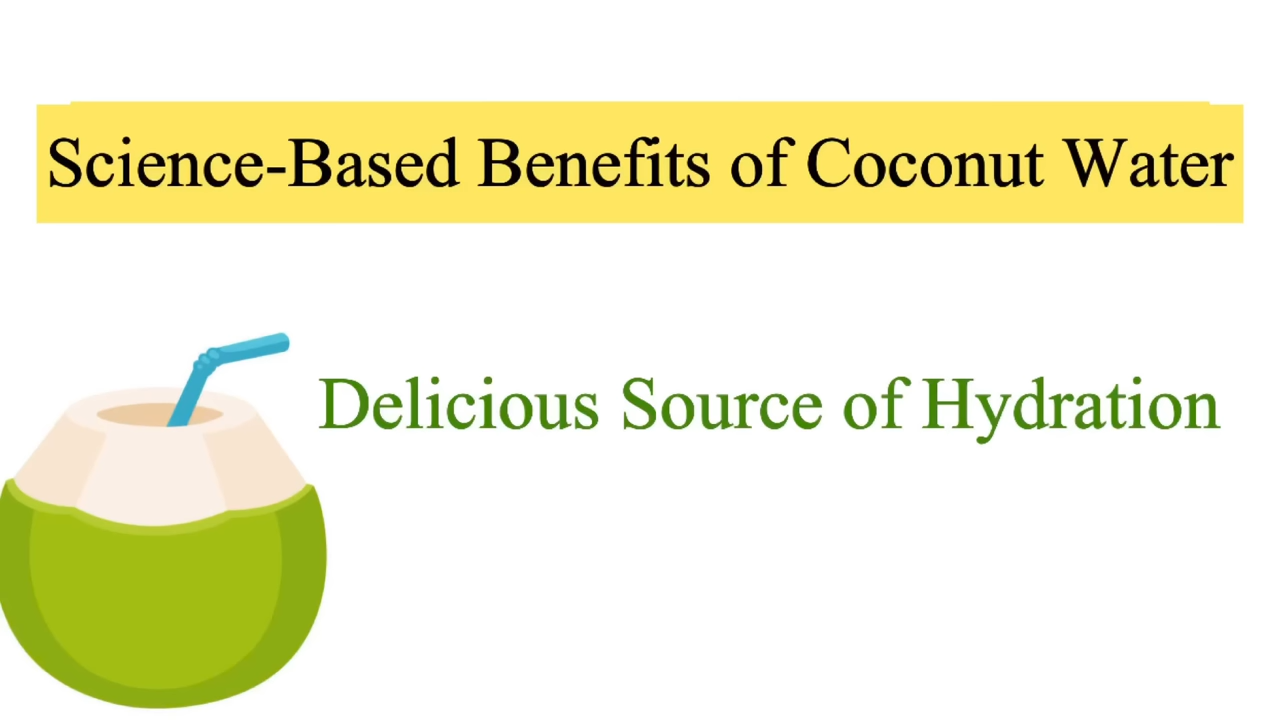 Science-Based Benefits of Coconut Water
Delicious Source of Hydration